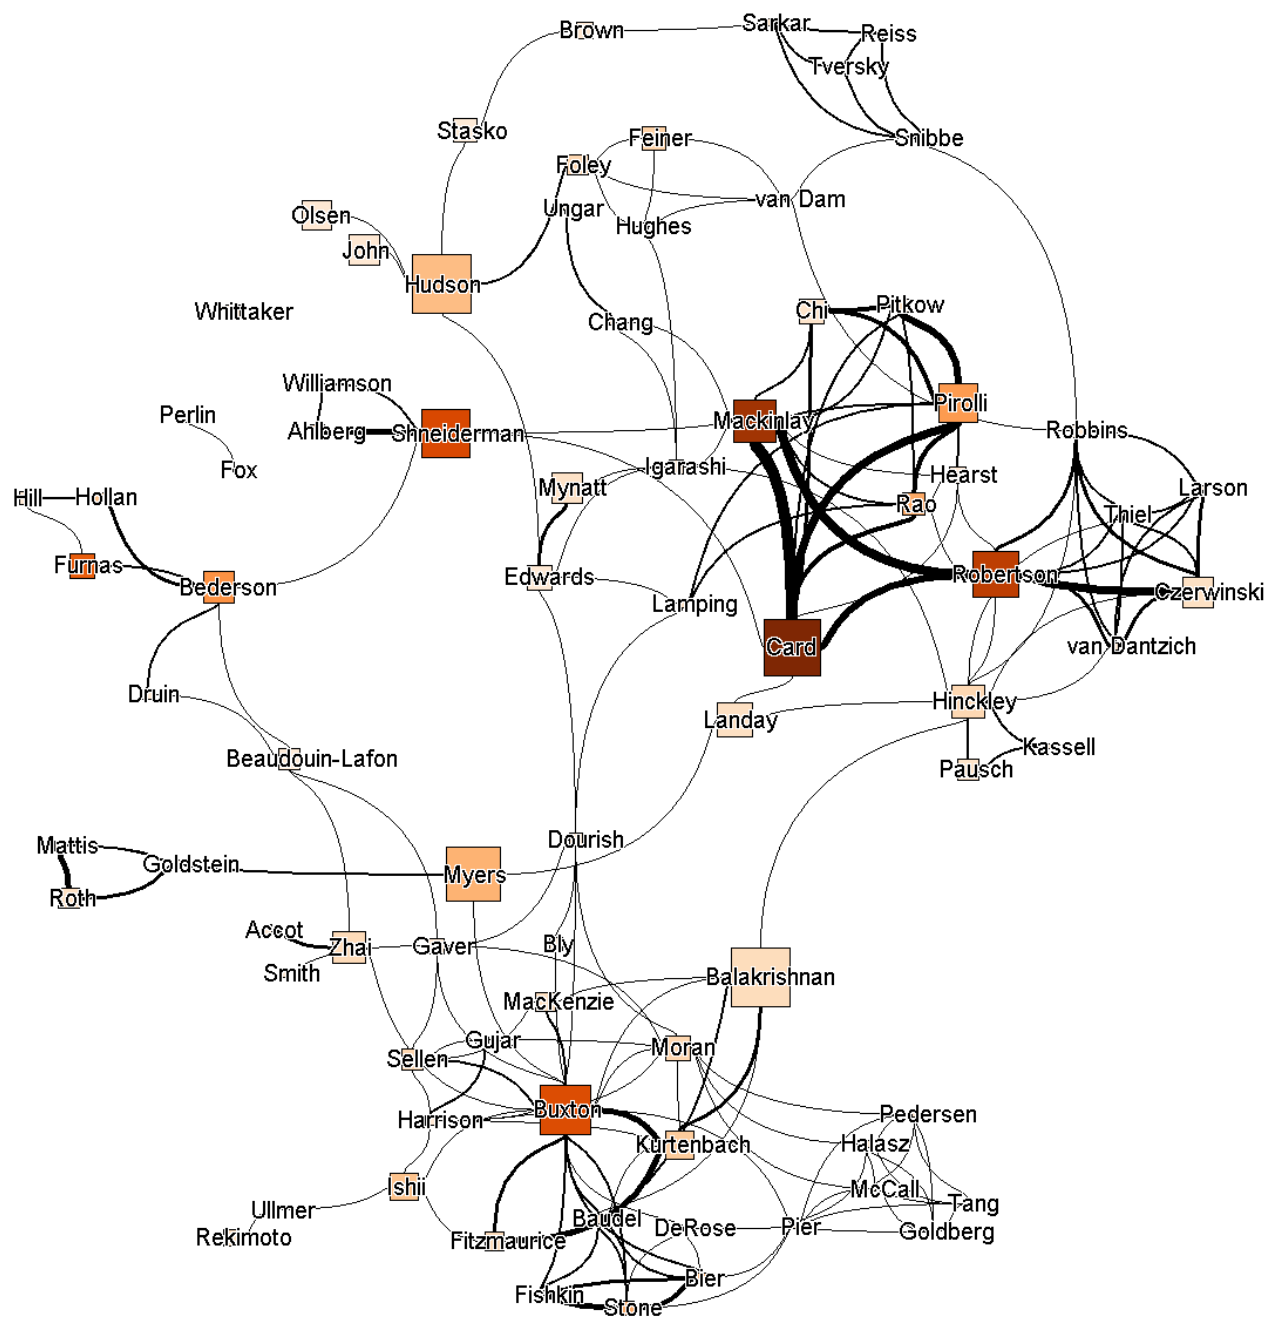 Brown
Sarkar
Reiss
Tversky
Stasko
Feiner
Snibbe
Foley
Ungar
van Dam
Olsen
Hughes
John
Hudson
Whittaker
Chang
Chi
Pitkow
Williamson
Perlin
Ahlberg
Shneiderman
Mackinlay
Pirolli
Robbins
Fox
Igarashi
Hearst
Mynatt
Larson
Hill
Hollan
Rao
Thiel
Furnas
Bederson
Edwards
Robertson
Czerwinski
Lamping
Card
van Dantzich
Druin
Landay
Hinckley
Beaudouin-Lafon
Kassell
Pausch
Mattis
Goldstein
Dourish
Myers
Roth
Accot
Zhai
Gaver
Bly
Smith
Balakrishnan
MacKenzie
Gujar
Sellen
Moran
Harrison
Buxton
Pedersen
Kurtenbach
Halasz
Ishii
McCall
Ullmer
Tang
Rekimoto
Fitzmaurice
Baudel
DeRose
Pier
Goldberg
Fishkin
Bier
Stone